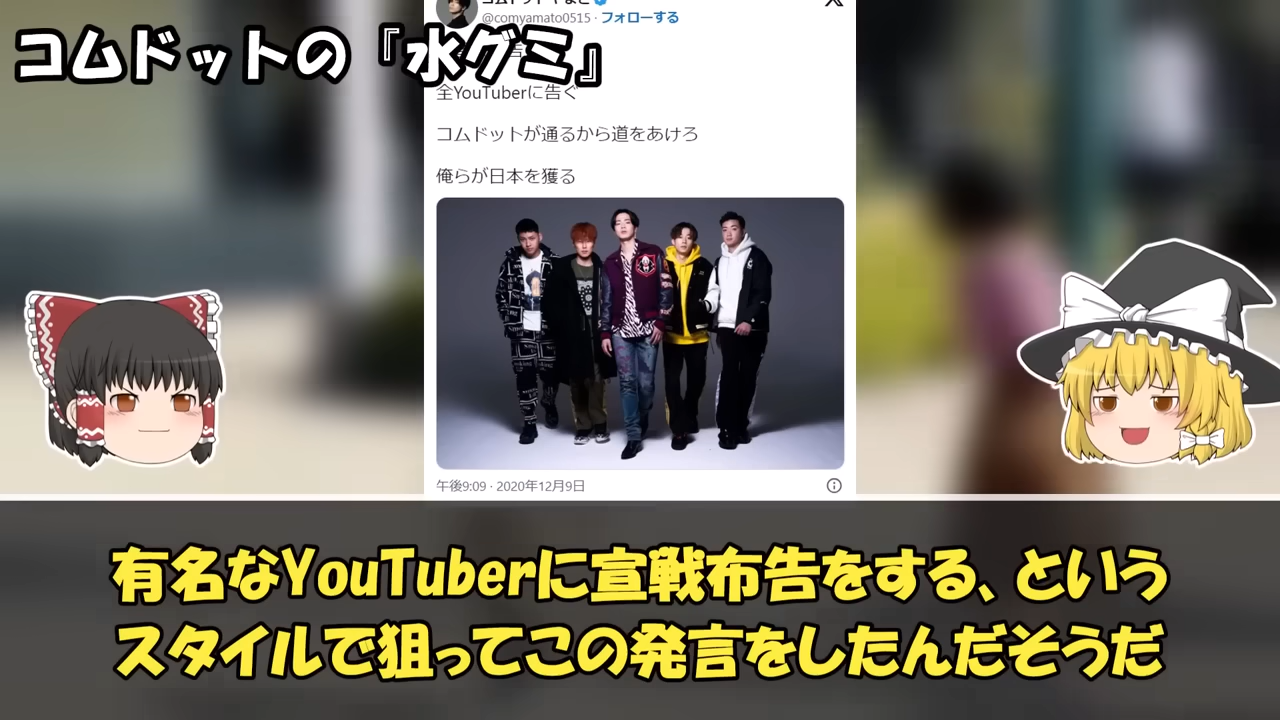 コムドットの『水グミ』
@comyamato0515 · フォローする
全YouTuberに告ぐ
コムドットが通るから道をあけろ
俺らが日本を獲る
午後9:09 · 2020年12月9日
有名なYouTuberに宣戦布告をする、という
スタイルで狙ってこの発言をしたんだそうだ